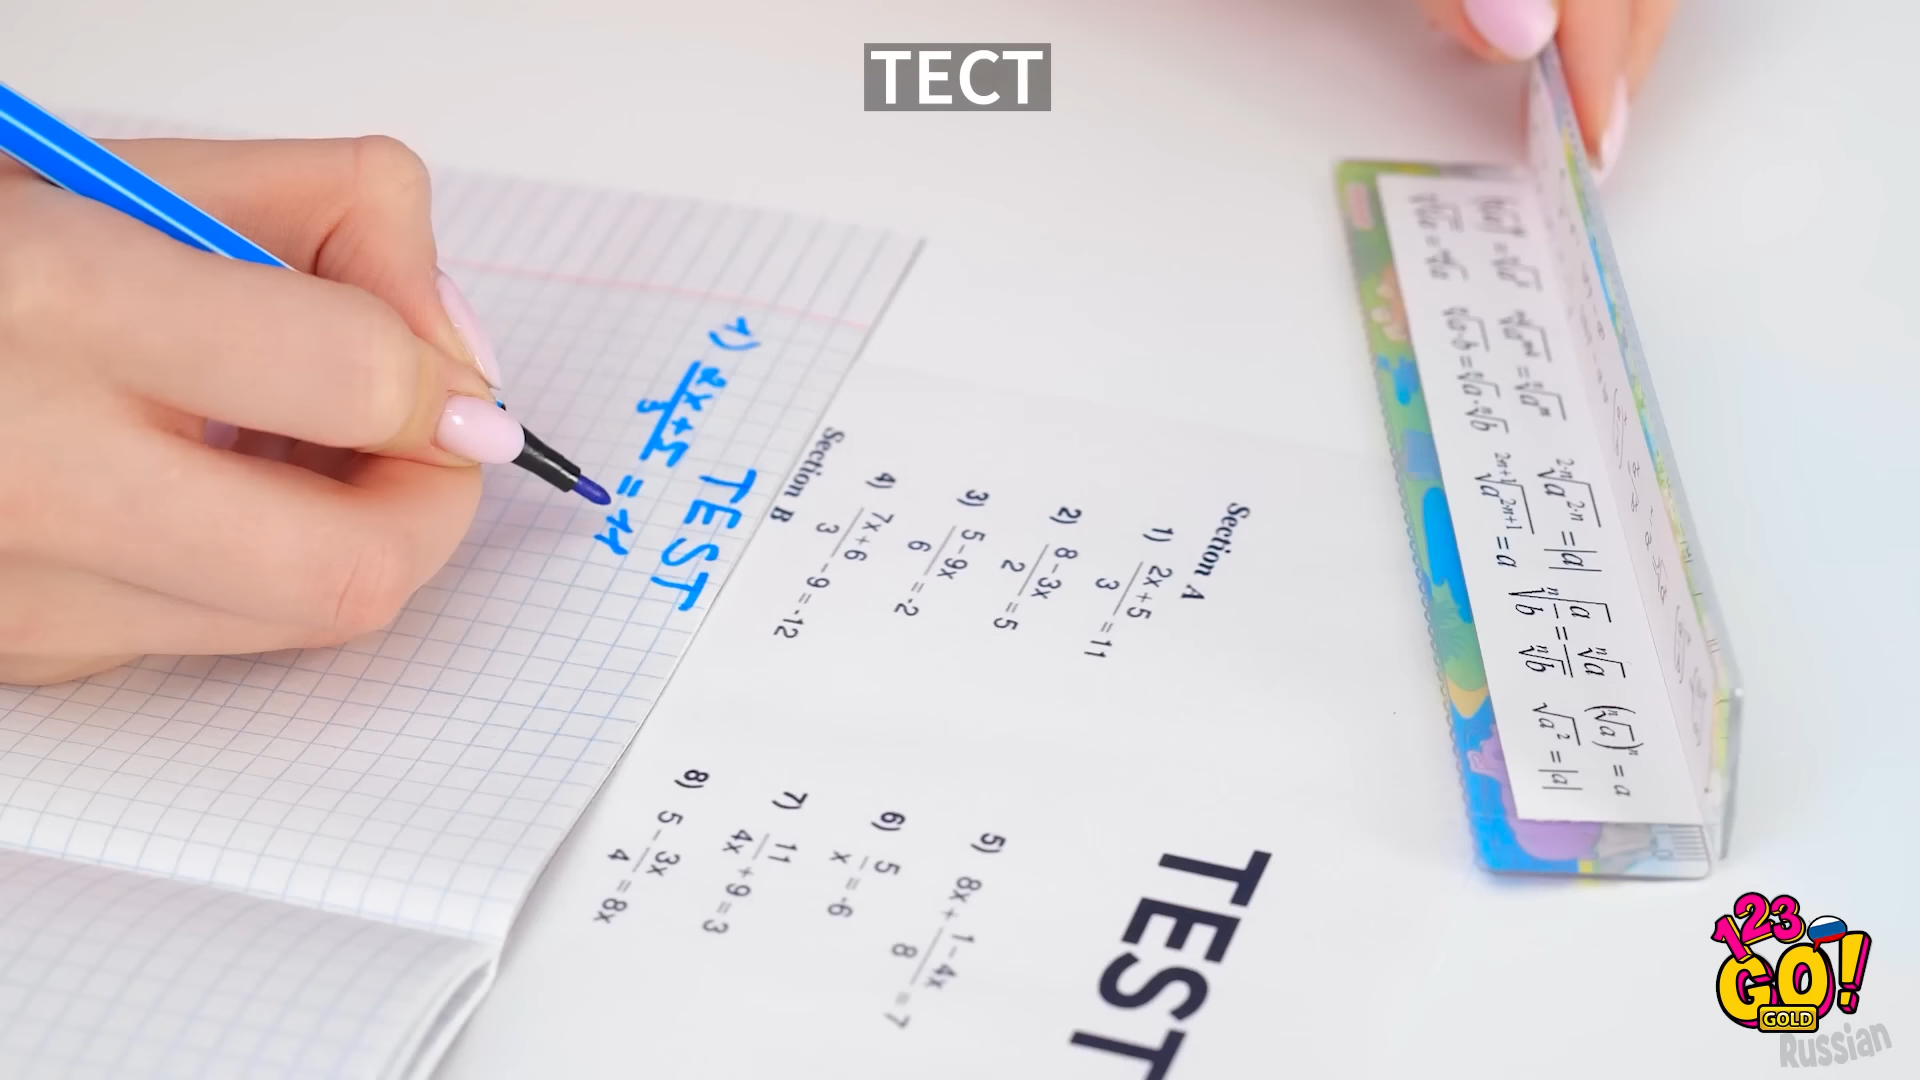 ТЕСТ
1) 2x+5/3 = 11
TEST
TEST
Section A
1) 2x+5/3 = 11
2) 8-3x/2 = 5
3) 5-9x/6 = -2
4) 7x+6/3 - 9 = -12
Section B
5) 8x + 1-4x/8 = 7
6) 5/x = -6
7) 11/4x + 9 = 3
8) 5 - 3x/4 = 8x
ⁿ√a·b = ⁿ√a · ⁿ√b
²ⁿ⁺¹√a²ⁿ⁺¹ = a
²·ⁿ√a²·ⁿ = |a|
ⁿ√a/b = ⁿ√a/ⁿ√b
(ⁿ√a)ⁿ = a
√a² = |a|
123
GO!
GOLD
Russian